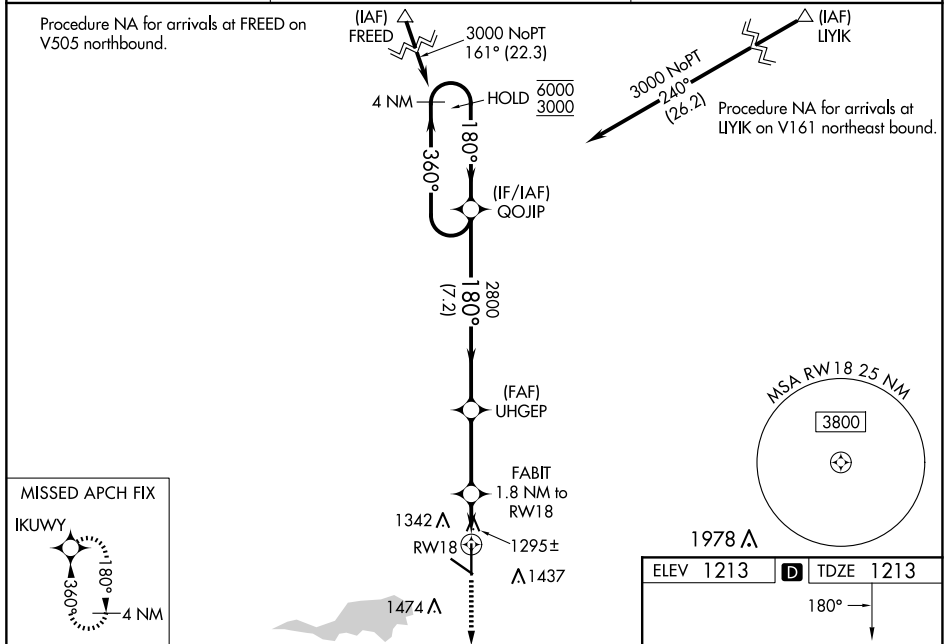 Procedure NA for arrivals at FREED on
V505 northbound.
(IAF)
FREED
3000 NoPT
161° (22.3)
(IAF)
LIYIK
3000 NoPT
240°
(26.2)
Procedure NA for arrivals at
LIYIK on V161 northeast bound.
4 NM
HOLD
6000
3000
360°
180°
(IF/IAF)
QOJIP
2800
180°
(7.2)
(FAF)
UHGEP
MSA RW18 25 NM
3800
FABIT
1.8 NM to
RW18
1342
RW18
1295±
1437
1474
1978
MISSED APCH FIX
IKUWY
360°
180°
4 NM
ELEV 1213
D
TDZE 1213
180°